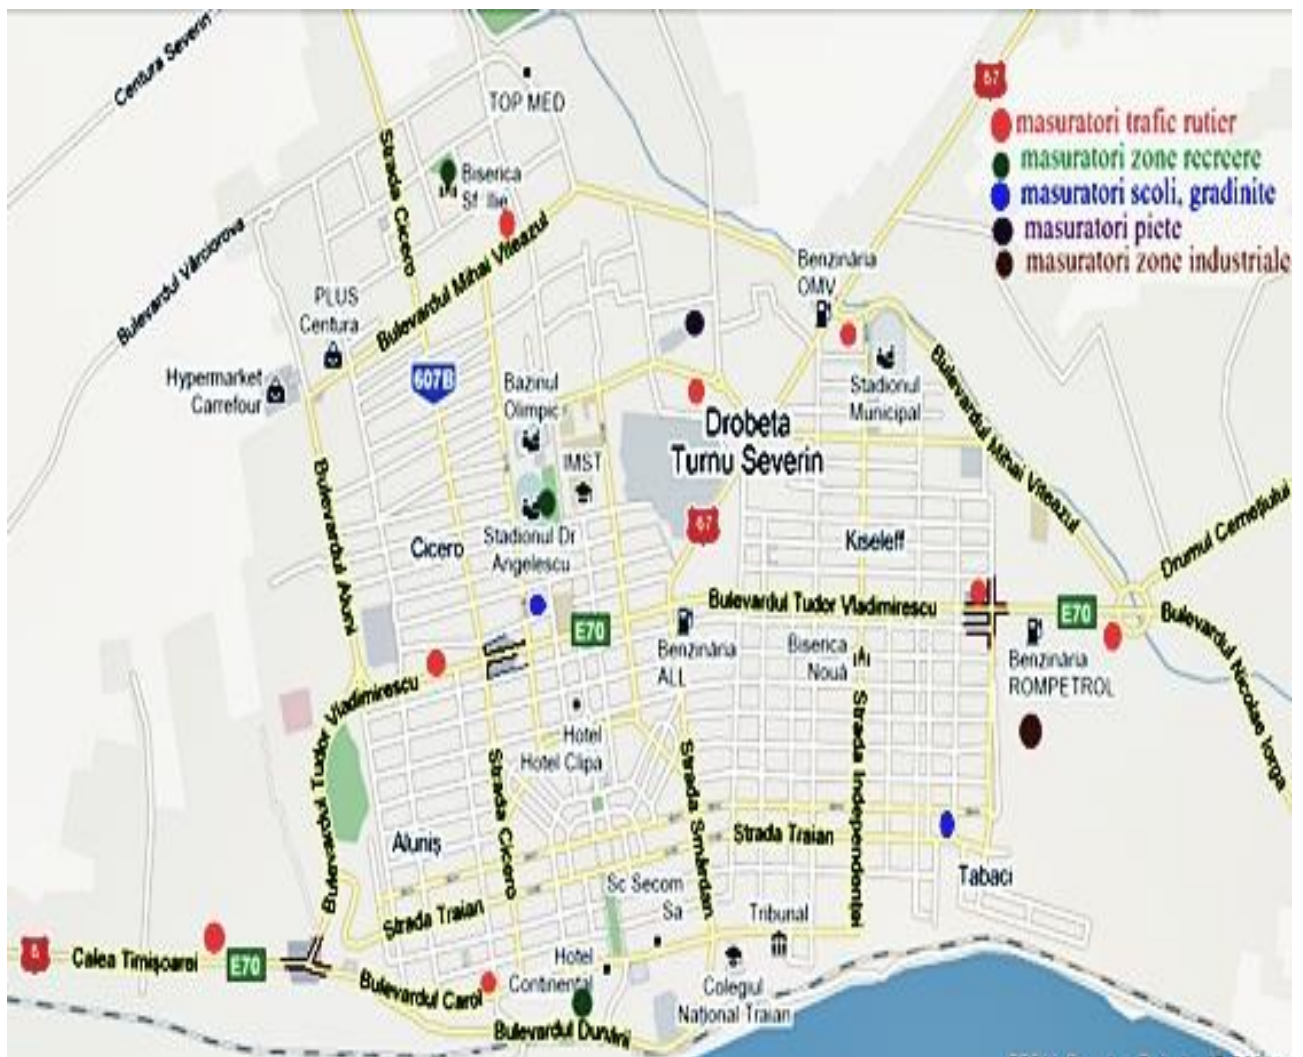 Centura Severin
TOP MED
67
masuratori trafic rutier
masuratori zone recreere
masuratori scoli, gradinite
masuratori piete
masuratori zone industriale
Strada Cicero
Biserica
Sf. Ilie
Bulevardul Vârciorova
Bulevardul Mihai Viteazul
Benzinăria
OMV
PLUS
Centura
Hypermarket
Carrefour
607B
Bazinul
Olimpic
Stadionul
Municipal
Bulevardul Mihai Viteazul
Drobeta
Turnu Severin
IMST
Bulevardul Aluni
67
Cicero
Stadionul Dr
Angelescu
Kiseleff
Drumul Cernețiului
Bulevardul Tudor Vladimirescu
E70
E70
Bulevardul Nicolae Iorga
Benzinăria
ALL
Biserica
Nouă
Benzinăria
ROMPETROL
Bulevardul Tudor Vladimirescu
Hotel
Hotel Clipa
Strada Cicero
Strada Smârdan
Strada Independentei
Aluniș
Strada Traian
Tabaci
Sc Secom
Sa
Strada Traian
Tribunal
6
Calea Timișoarei
E70
Hotel
Continental
Bulevardul Carol
Colegiul
Național Traian
Bulevardul Dunării